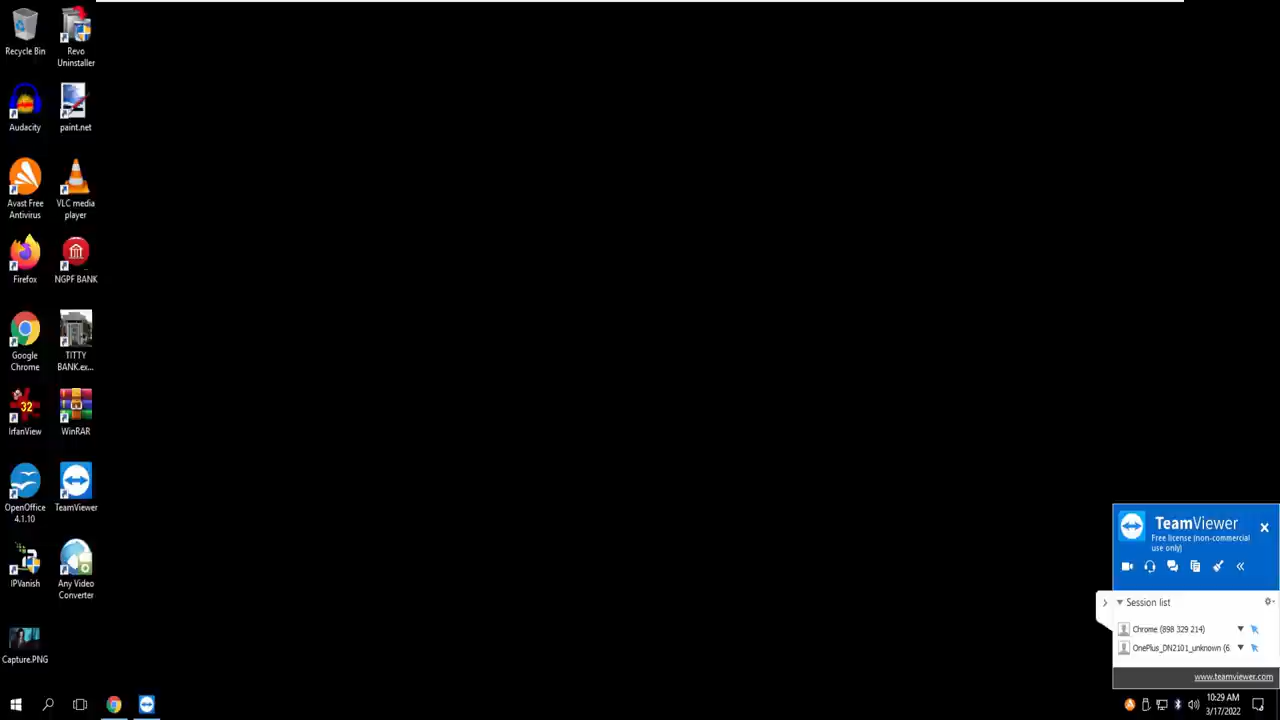 Recycle Bin
Revo
Uninstaller
Audacity
paint.net
Avast Free
Antivirus
VLC media
player
Firefox
NGPF BANK
Google
Chrome
TITTY
BANK.ex...
32
IrfanView
WinRAR
OpenOffice
4.1.10
TeamViewer
IPVanish
Any Video
Converter
Capture.PNG
TeamViewer
Free license (non-commercial
use only)
Session list
Chrome (898 329 214)
OnePlus_DN2101_unknown (6
www.teamviewer.com
10:29 AM
3/17/2022